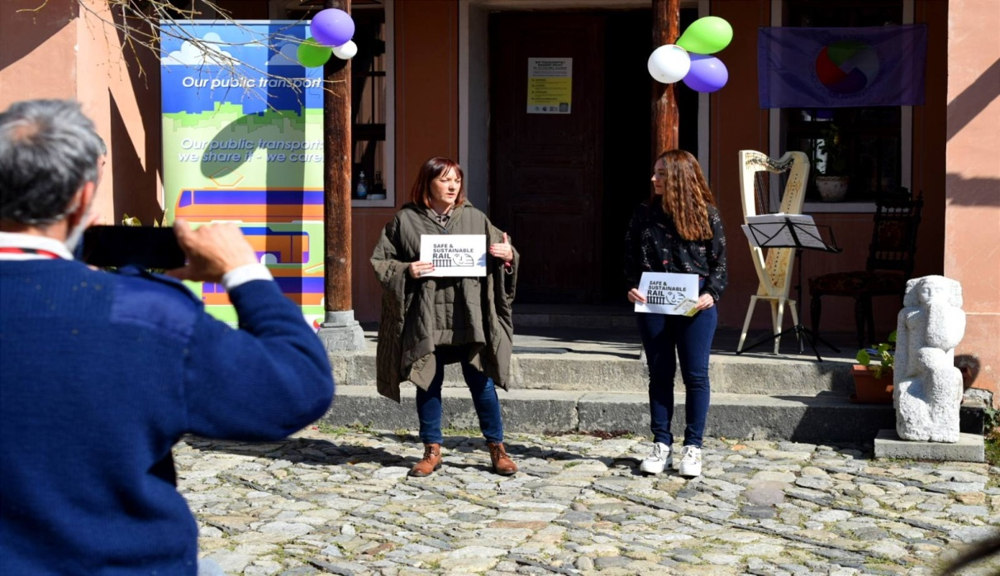 Our public transport
Our public transport:
we share it - we care.
SAFE &
SUSTAINABLE
RAIL
SAFE &
SUSTAINABLE
RAIL